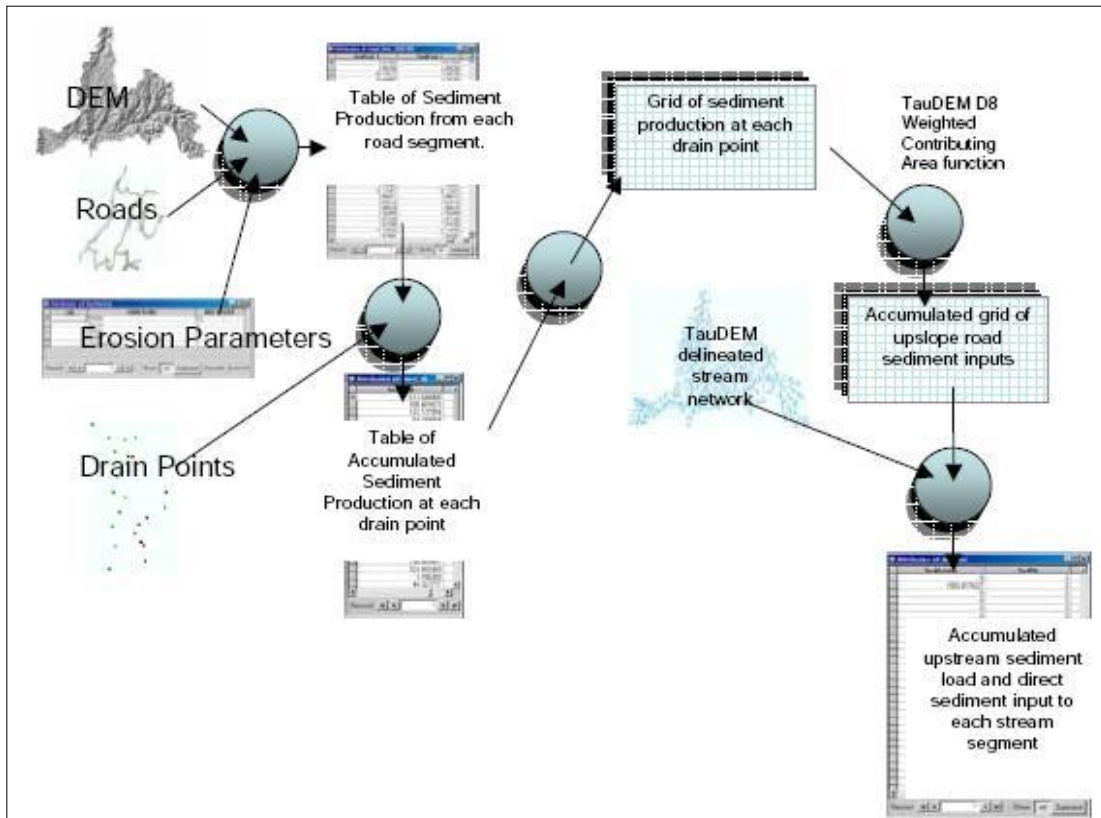 DEM
Roads
Erosion Parameters
Drain Points
Table of Sediment
Production from each
road segment.
Table of
Accumulated
Sediment
Production at each
drain point
Grid of sediment
production at each
drain point
TauDEM D8
Weighted
Contributing
Area function
TauDEM
delineated
stream
network
Accumulated grid of
upslope road
sediment inputs
Accumulated
upstream sediment
load and direct
sediment input to
each stream
segment